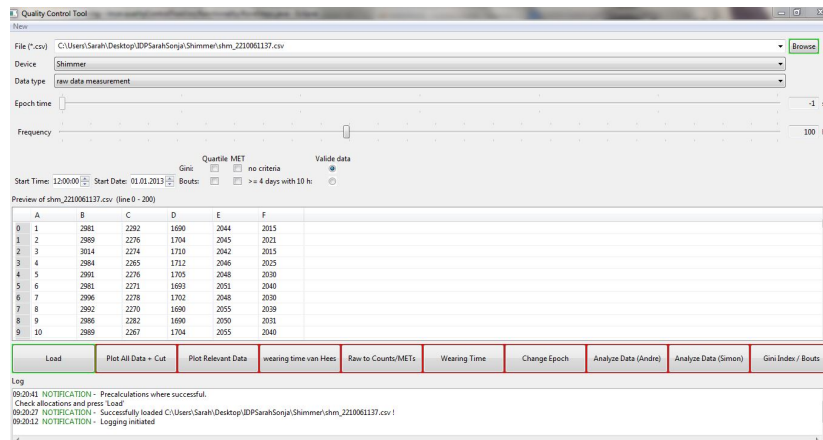 Quality Control Tool
New
File (*.csv) C:\Users\Sarah\Desktop\IDPSarahSonja\Shimmer\shm_2210061137.csv Browse
Device Shimmer
Data type raw data measurement
Epoch time -1 s
Frequency 100
Quartile MET Valide data
Gini: no criteria
Start Time: 12:00:00 Start Date: 01.01.2013 Bouts: >= 4 days with 10 h:
Preview of shm_2210061137.csv (line 0 - 200)
A B C D E F
0 1 2981 2292 1690 2044 2015
1 2 2989 2276 1704 2045 2021
2 3 3014 2274 1710 2042 2015
3 4 2984 2265 1712 2046 2025
4 5 2991 2276 1705 2048 2030
5 6 2981 2271 1693 2051 2040
6 7 2996 2278 1702 2048 2030
7 8 2992 2270 1690 2055 2039
8 9 2986 2282 1690 2050 2031
9 10 2989 2267 1704 2055 2040
Load Plot All Data + Cut Plot Relevant Data wearing time van Hees Raw to Counts/METs Wearing Time Change Epoch Analyze Data (Andre) Analyze Data (Simon) Gini Index / Bouts
Log
09:20:41 NOTIFICATION - Precalculations where successful.
Check allocations and press 'Load'
09:20:27 NOTIFICATION - Successfully loaded C:\Users\Sarah\Desktop\IDPSarahSonja\Shimmer\shm_2210061137.csv !
09:20:12 NOTIFICATION - Logging initiated